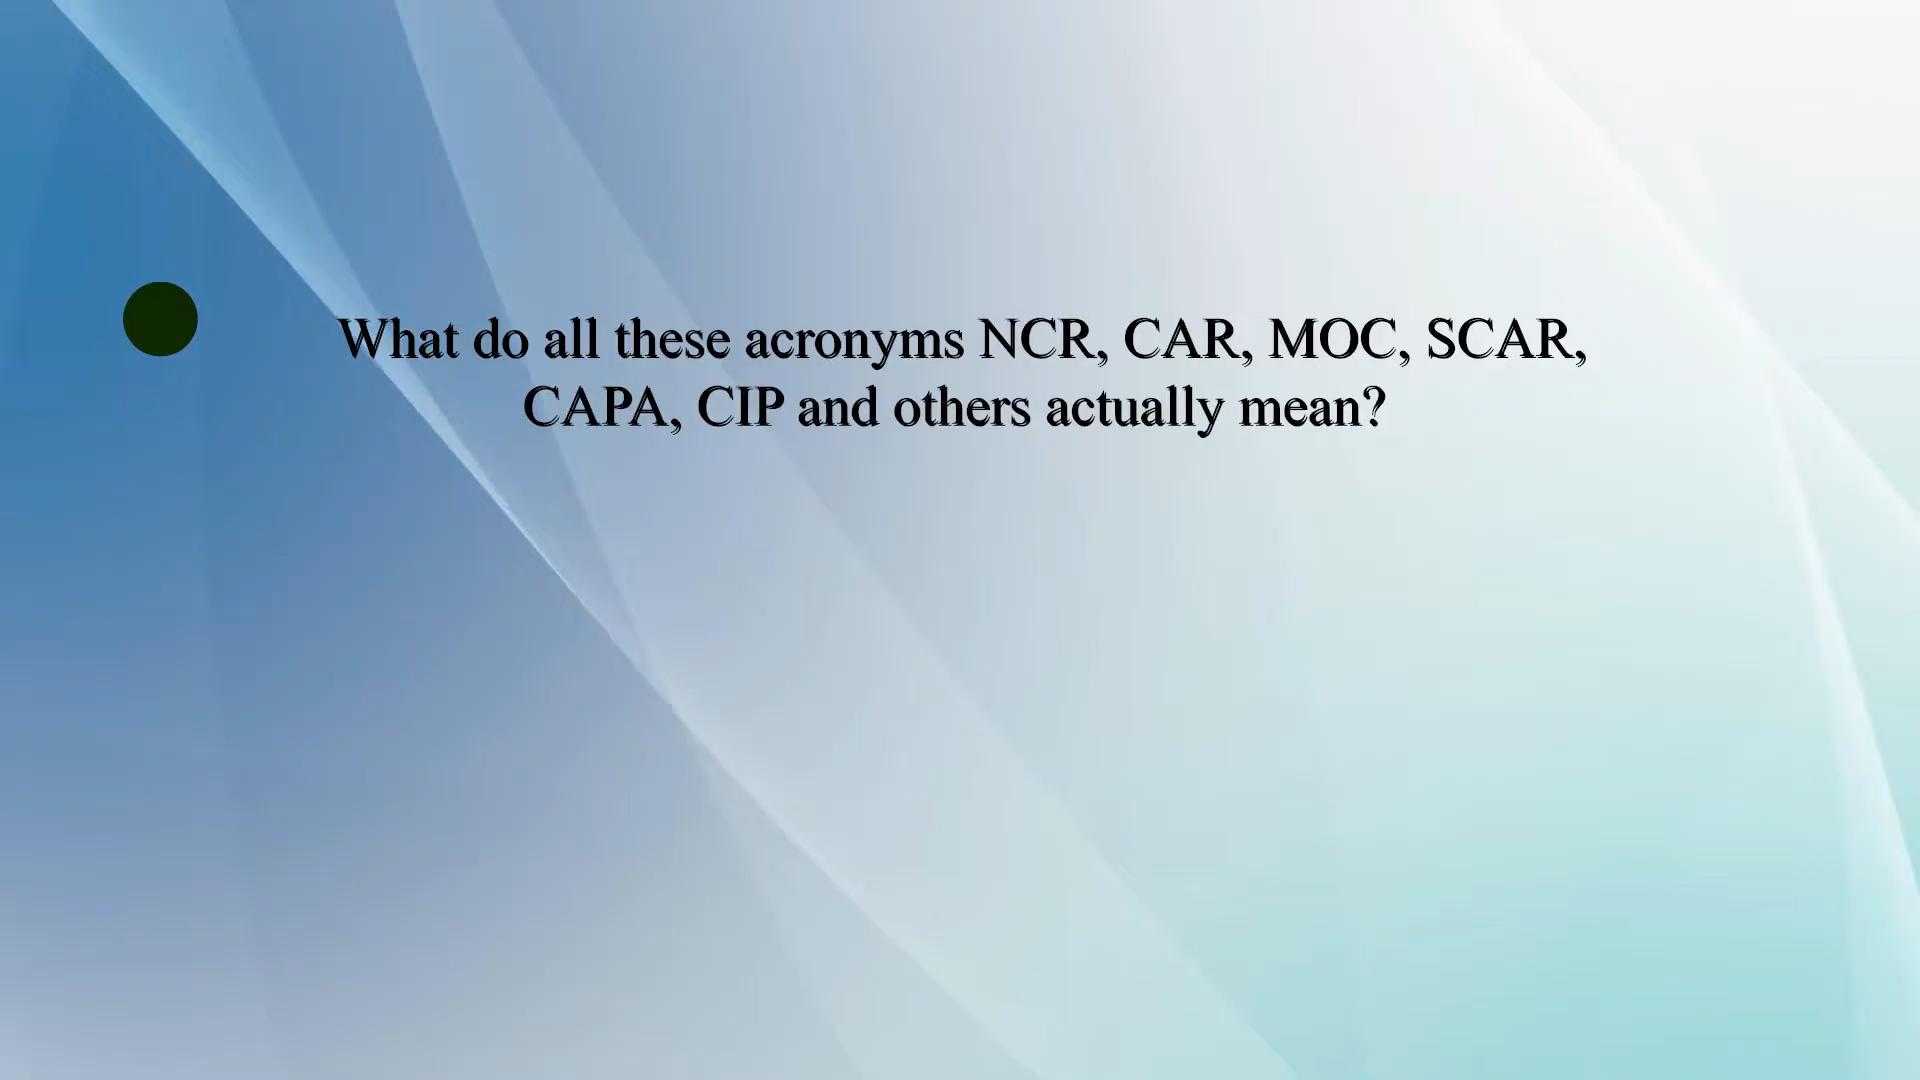 What do all these acronyms NCR, CAR, MOC, SCAR,
CAPA, CIP and others actually mean?